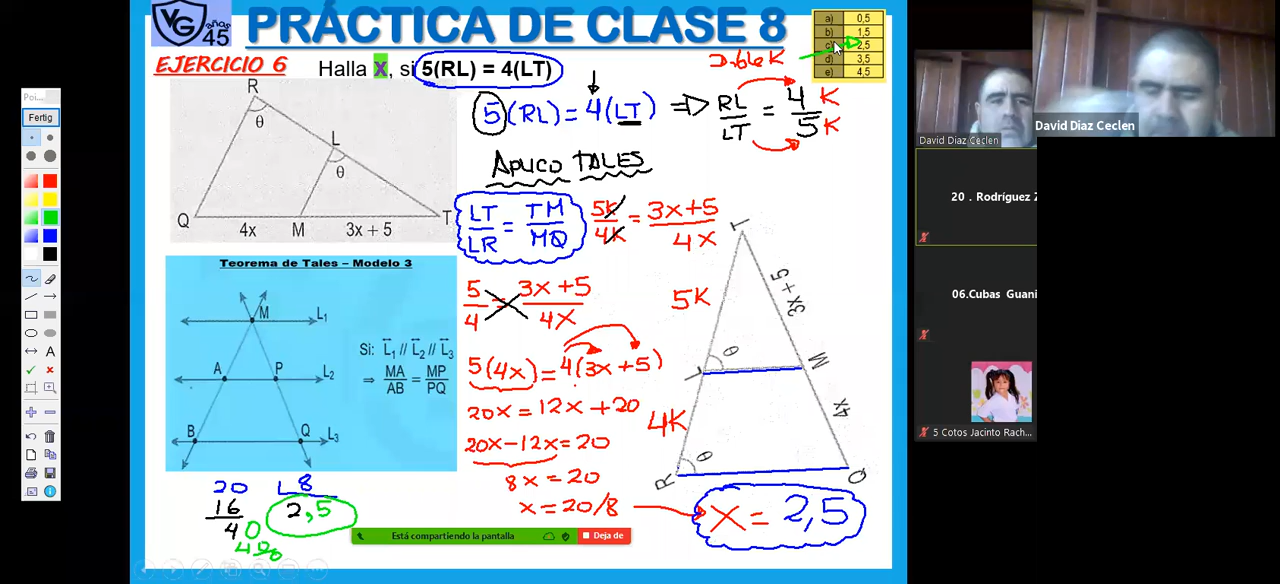 VG
años
45
PRÁCTICA DE CLASE 8
a) 0,5
b) 1,5
c) 2,5
d) 3,5
e) 4,5
EJERCICIO 6
Halla x, si 5(RL) = 4(LT)
R
θ
L
θ
Q
M
T
4x
3x + 5
5(RL) = 4(LT) ⇒ RL/LT = 4K/5K
APLICO TALES
LT/LR = TM/MQ
5K/4K = 3x+5/4x
5/4 = 3x+5/4x
5(4x) = 4(3x+5)
20x = 12x + 20
20x − 12x = 20
8x = 20
x = 20/8
x = 2,5
T
5K
3x + 5
θ
L
M
4K
4x
θ
R
Q
Teorema de Tales – Modelo 3
M
L1
A
P
L2
B
Q
L3
Si: L1 // L2 // L3
⇒ MA/AB = MP/PQ
20 8
16 2,5
40
Está compartiendo la pantalla
Deja de
Fertig
A
David Diaz Ceclen
David Diaz Ceclen
20 . Rodríguez Z
06.Cubas Guani
5 Cotos Jacinto Rach...